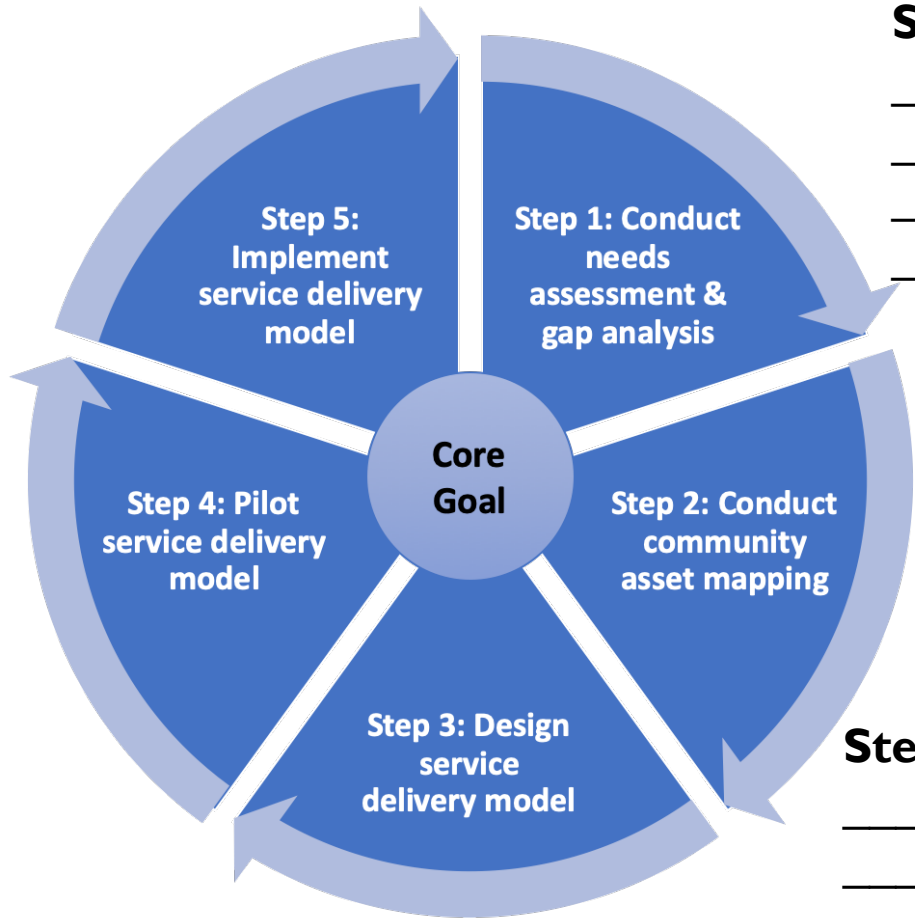 S
Step 5:
Implement
service delivery
model
Step 1: Conduct
needs
assessment &
gap analysis
Core
Goal
Step 4: Pilot
service delivery
model
Step 2: Conduct
community
asset mapping
Step 3: Design
service
delivery model
Ste